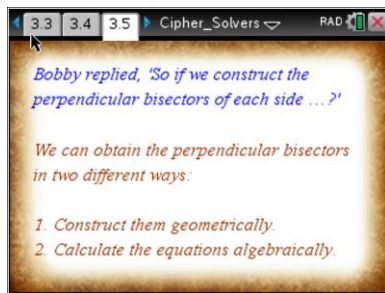 3.3 3.4 3.5 Cipher_Solvers RAD
Bobby replied, 'So if we construct the
perpendicular bisectors of each side ...?'
We can obtain the perpendicular bisectors
in two different ways:
1. Construct them geometrically.
2. Calculate the equations algebraically.